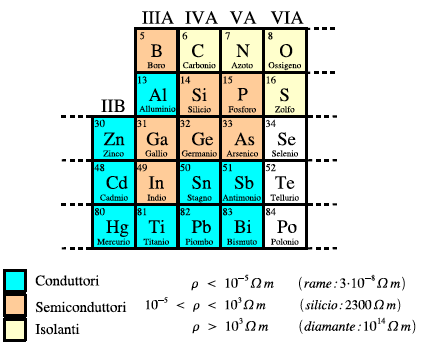 IIIA IVA VA VIA
5 6 7 8
B C N O
Boro Carbonio Azoto Ossigeno
13 14 15 16
Al Si P S
Alluminio Silicio Fosforo Zolfo
IIB
30 31 32 33 34
Zn Ga Ge As Se
Zinco Gallio Germanio Arsenico Selenio
48 49 50 51 52
Cd In Sn Sb Te
Cadmio Indio Stagno Antimonio Tellurio
80 81 82 83 84
Hg Ti Pb Bi Po
Mercurio Titanio Piombo Bismuto Polonio
Conduttori ρ < 10⁻⁵ Ω m (rame: 3·10⁻⁸ Ω m)
Semiconduttori 10⁻⁵ < ρ < 10³ Ω m (silicio: 2300 Ω m)
Isolanti ρ > 10³ Ω m (diamante: 10¹⁴ Ω m)